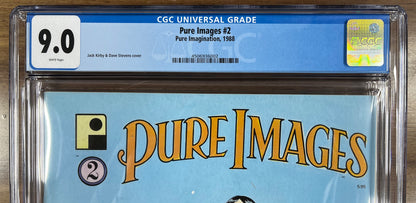 CGC UNIVERSAL GRADE
9.0
WHITE Pages
Pure Images #2
Pure Imagination, 1988
Jack Kirby & Dave Stevens cover
CGC
2
PURE IMAGES